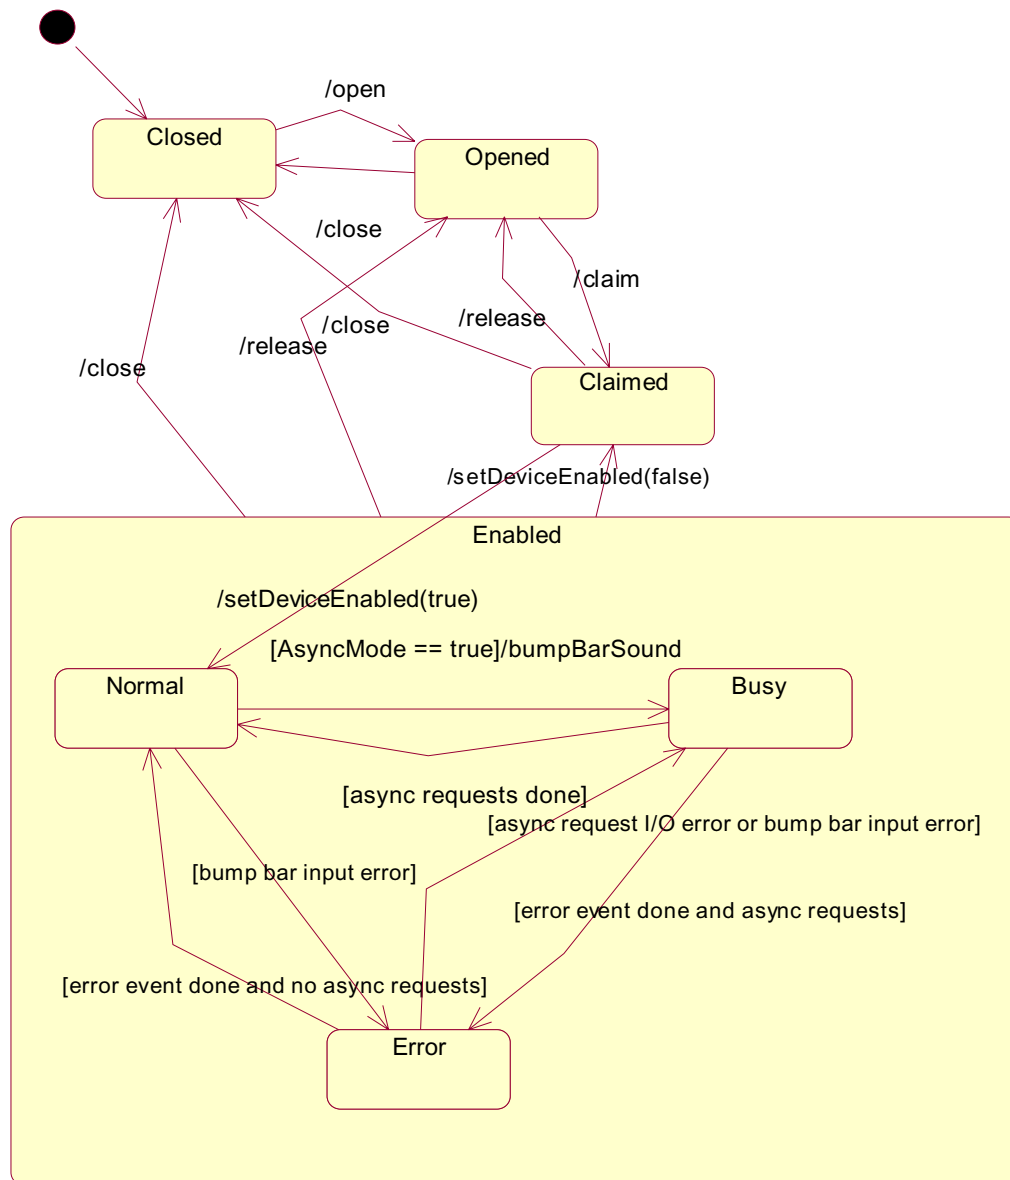 /open
Closed
Opened
/close
/claim
/release
/close
/release
/close
Claimed
/setDeviceEnabled(false)
Enabled
/setDeviceEnabled(true)
[AsyncMode == true]/bumpBarSound
Normal
Busy
[async requests done]
[async request I/O error or bump bar input error]
[bump bar input error]
[error event done and async requests]
[error event done and no async requests]
Error